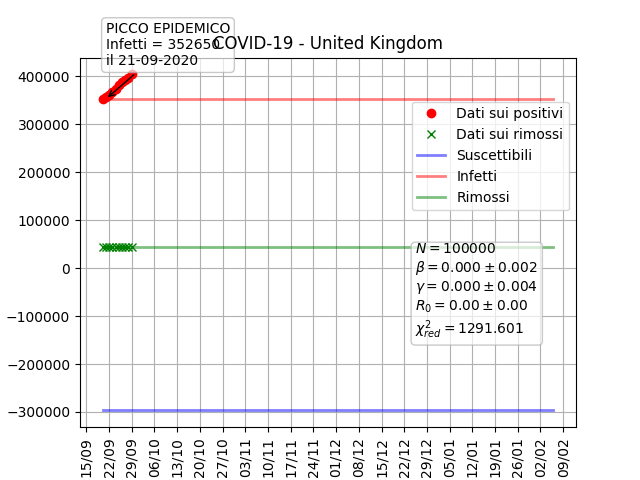 PICCO EPIDEMICO
Infetti = 352650
il 21-09-2020
COVID-19 - United Kingdom
400000
300000
200000
100000
0
−100000
−200000
−300000
Dati sui positivi
Dati sui rimossi
Suscettibili
Infetti
Rimossi
N = 100000
β = 0.000 ± 0.002
γ = 0.000 ± 0.004
R₀ = 0.00 ± 0.00
χ²red = 1291.601
15/09 22/09 29/09 06/10 13/10 20/10 27/10 03/11 10/11 17/11 24/11 01/12 08/12 15/12 22/12 29/12 05/01 12/01 19/01 26/01 02/02 09/02